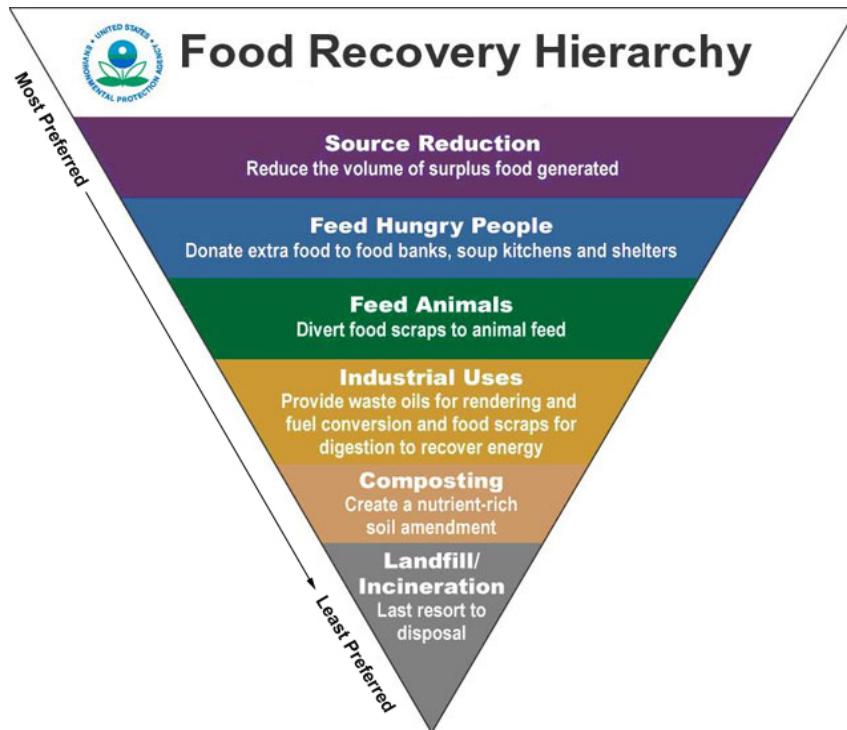 UNITED STATES
ENVIRONMENTAL PROTECTION AGENCY
Food Recovery Hierarchy
Most Preferred
Source Reduction
Reduce the volume of surplus food generated
Feed Hungry People
Donate extra food to food banks, soup kitchens and shelters
Feed Animals
Divert food scraps to animal feed
Industrial Uses
Provide waste oils for rendering and
fuel conversion and food scraps for
digestion to recover energy
Composting
Create a nutrient-rich
soil amendment
Landfill/
Incineration
Last resort to
disposal
Least Preferred